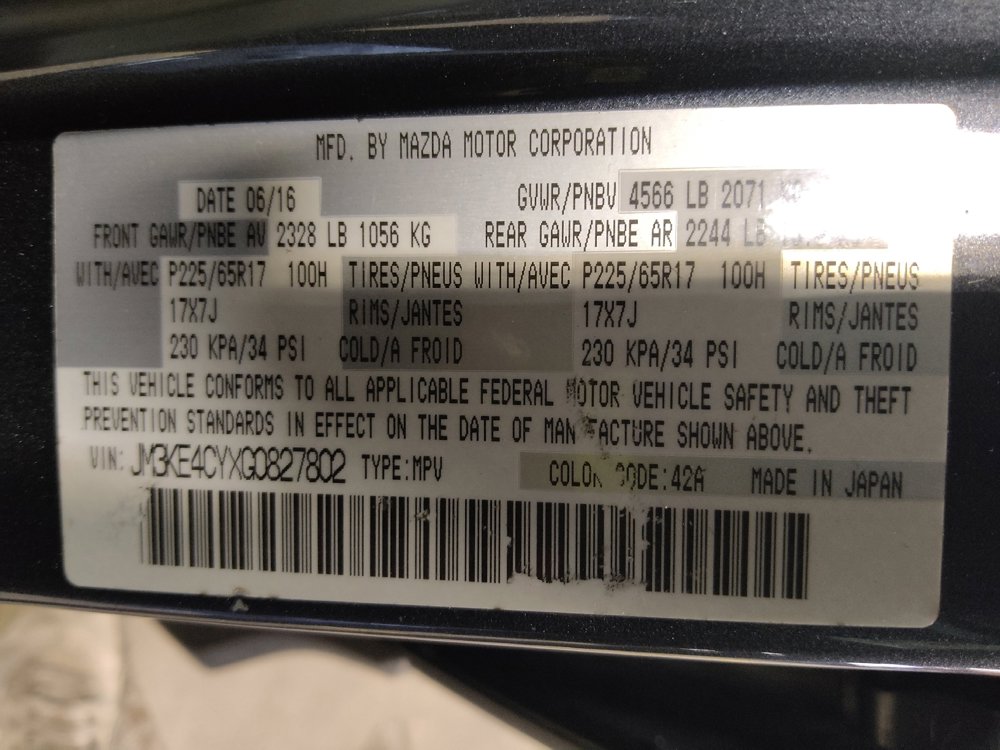 MFD. BY MAZDA MOTOR CORPORATION
DATE 06/16 GVWR/PNBV 4566 LB 2071
FRONT GAWR/PNBE AV 2328 LB 1056 KG REAR GAWR/PNBE AR 2244 LB
WITH/AVEC P225/65R17 100H TIRES/PNEUS WITH/AVEC P225/65R17 100H TIRES/PNEUS
17X7J RIMS/JANTES 17X7J RIMS/JANTES
230 KPA/34 PSI COLD/A FROID 230 KPA/34 PSI COLD/A FROID
THIS VEHICLE CONFORMS TO ALL APPLICABLE FEDERAL MOTOR VEHICLE SAFETY AND THEFT
PREVENTION STANDARDS IN EFFECT ON THE DATE OF MANUFACTURE SHOWN ABOVE.
VIN: JM3KE4CYXG0827802 TYPE:MPV COLOR CODE:42A MADE IN JAPAN